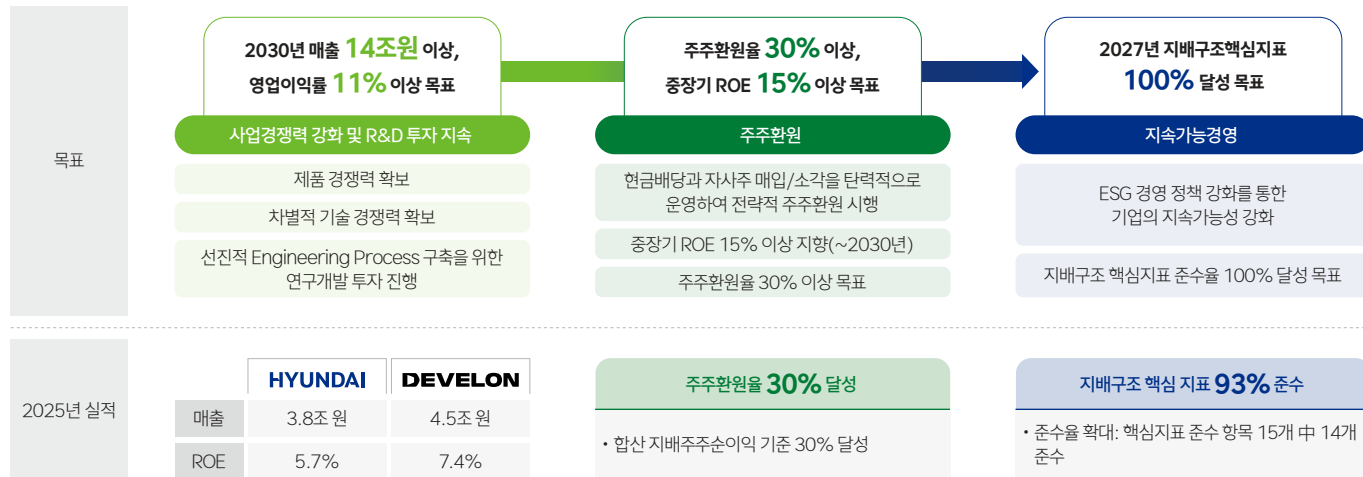 목표
2030년 매출 14조원 이상,
영업이익률 11% 이상 목표
사업경쟁력 강화 및 R&D 투자 지속
제품 경쟁력 확보
차별적 기술 경쟁력 확보
선진적 Engineering Process 구축을 위한
연구개발 투자 진행
주주환원율 30% 이상,
중장기 ROE 15% 이상 목표
주주환원
현금배당과 자사주 매입/소각을 탄력적으로
운영하여 전략적 주주환원 시행
중장기 ROE 15% 이상 지향(~2030년)
주주환원율 30% 이상 목표
2027년 지배구조핵심지표
100% 달성 목표
지속가능경영
ESG 경영 정책 강화를 통한
기업의 지속가능성 강화
지배구조 핵심지표 준수율 100% 달성 목표
2025년 실적
HYUNDAI DEVELON
매출 3.8조 원 4.5조 원
ROE 5.7% 7.4%
주주환원율 30% 달성
• 합산 지배주주순이익 기준 30% 달성
지배구조 핵심 지표 93% 준수
• 준수율 확대: 핵심지표 준수 항목 15개 中 14개
준수